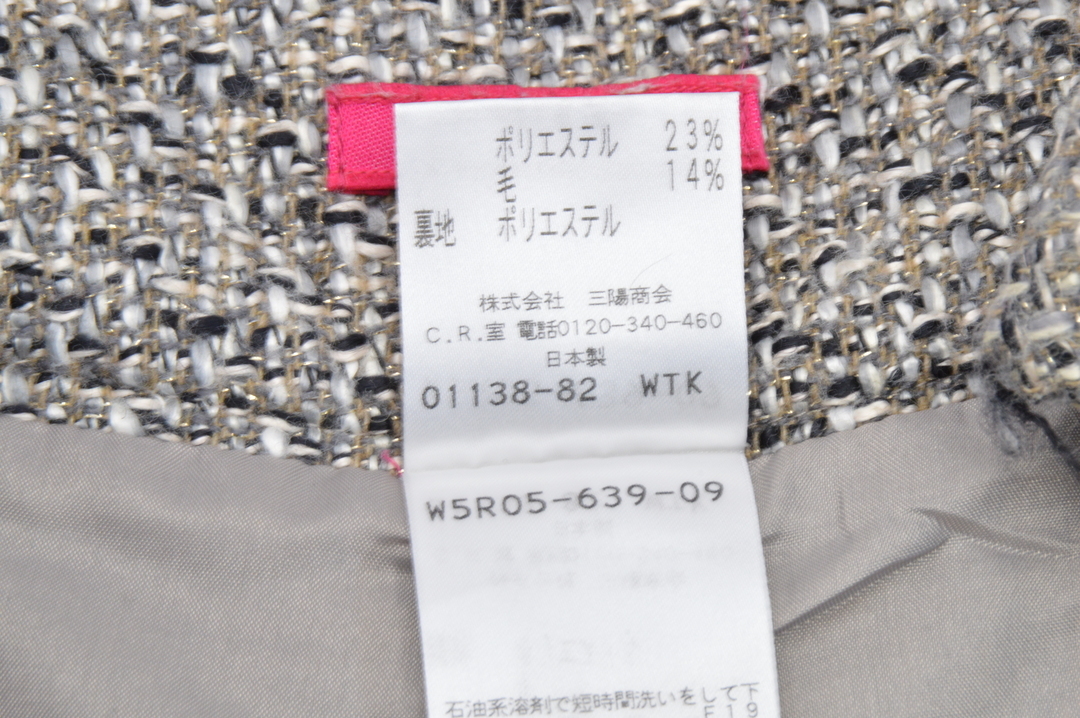 ポリエステル 23%
毛 14%
裏地 ポリエステル
株式会社 三陽商会
C.R.室 電話0120-340-460
日本製
01138-82 WTK
W5R05-639-09
石油系溶剤で短時間洗いをして下
F19